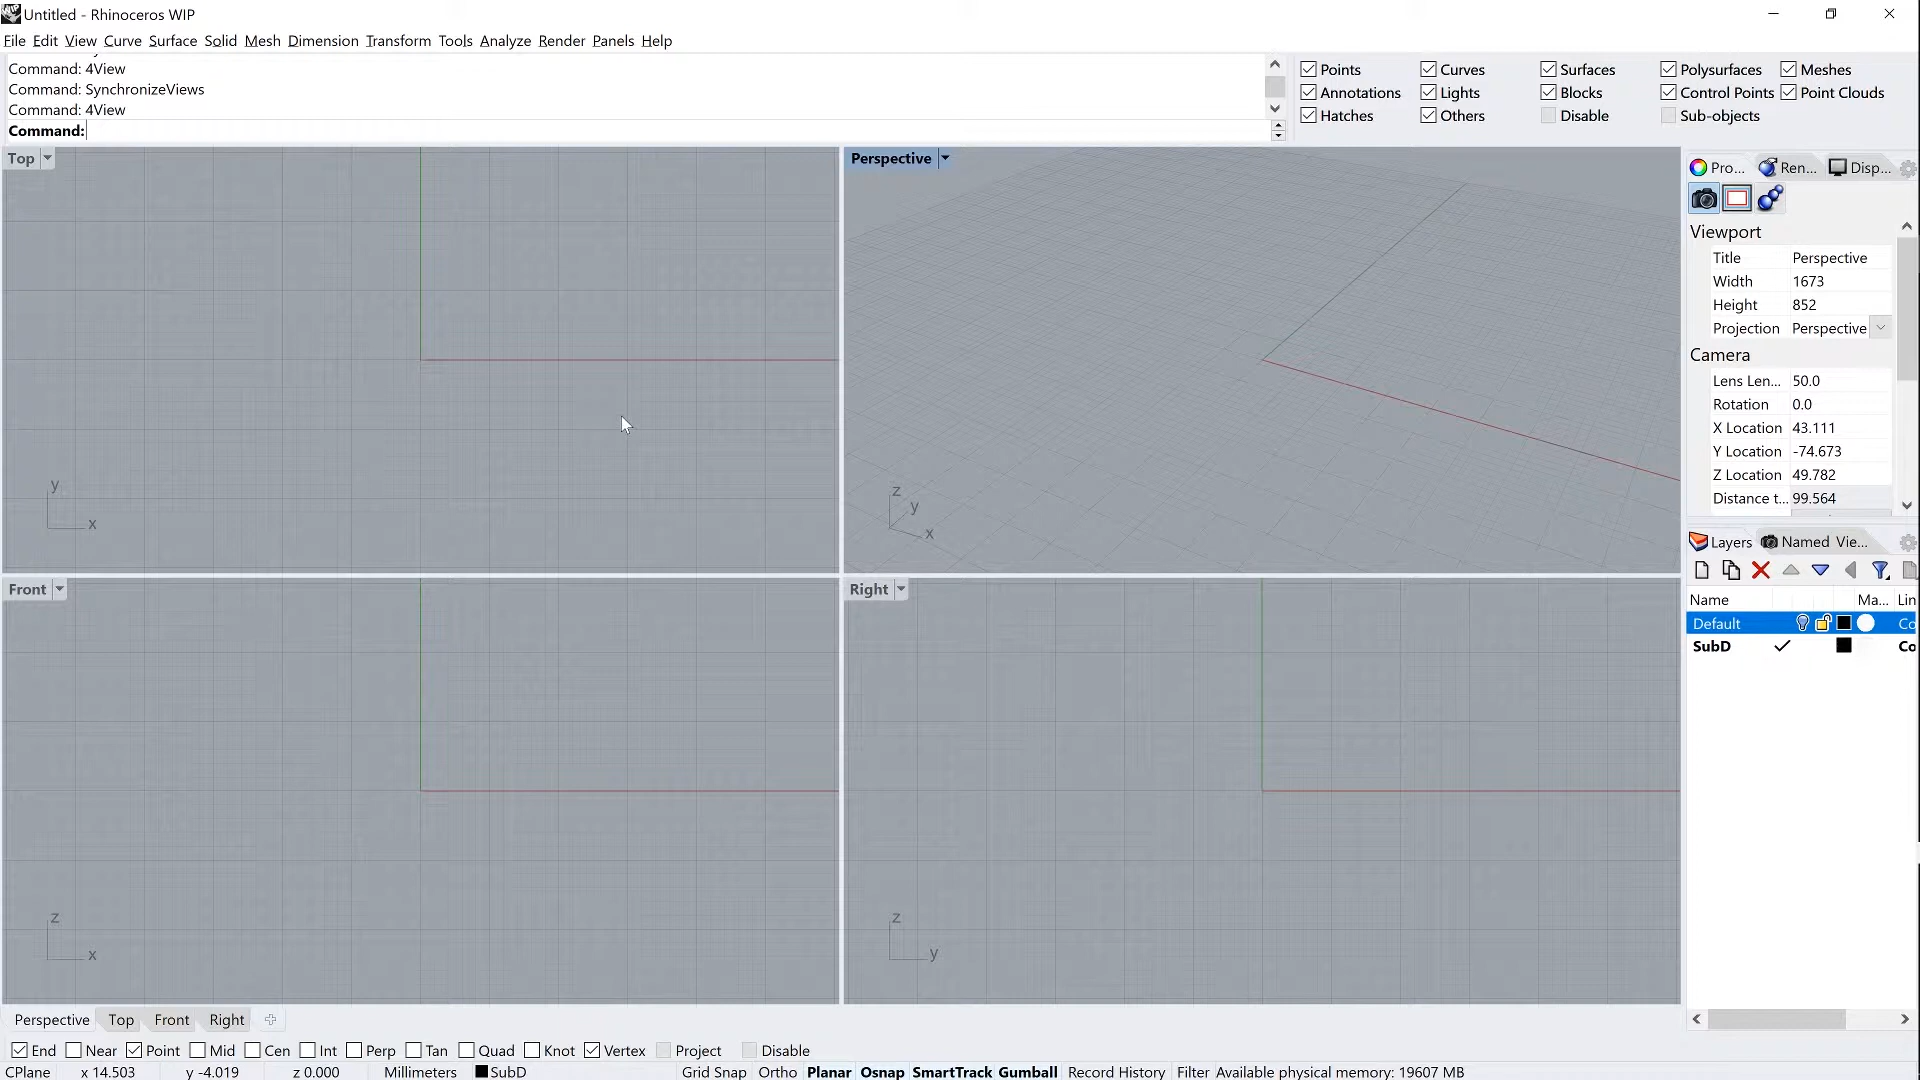 Untitled - Rhinoceros WIP
File Edit View Curve Surface Solid Mesh Dimension Transform Tools Analyze Render Panels Help
Command: 4View
Command: SynchronizeViews
Command: 4View
Command:
Points Curves Surfaces Polysurfaces Meshes
Annotations Lights Blocks Control Points Point Clouds
Hatches Others Disable Sub-objects
Top
y
x
Perspective
z
y
x
Front
z
x
Right
z
y
Pro... Ren... Disp...
Viewport
Title Perspective
Width 1673
Height 852
Projection Perspective
Camera
Lens Len... 50.0
Rotation 0.0
X Location 43.111
Y Location -74.673
Z Location 49.782
Distance t... 99.564
Layers Named Vie...
Name Ma... Lin
Default Co
SubD Co
Perspective Top Front Right
End Near Point Mid Cen Int Perp Tan Quad Knot Vertex Project Disable
CPlane x 14.503 y -4.019 z 0.000 Millimeters SubD Grid Snap Ortho Planar Osnap SmartTrack Gumball Record History Filter Available physical memory: 19607 MB